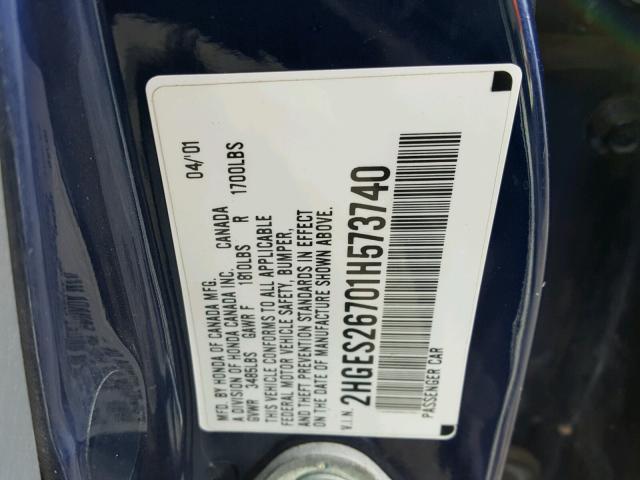 MFD. BY HONDA OF CANADA MFG. 04/'01
A DIVISION OF HONDA CANADA INC. CANADA
GVWR 3485LBS GAWR F 1810LBS R 1700LBS
THIS VEHICLE CONFORMS TO ALL APPLICABLE
FEDERAL MOTOR VEHICLE SAFETY, BUMPER,
AND THEFT PREVENTION STANDARDS IN EFFECT
ON THE DATE OF MANUFACTURE SHOWN ABOVE.
V.I.N. 2HGES26701H573740
PASSENGER CAR